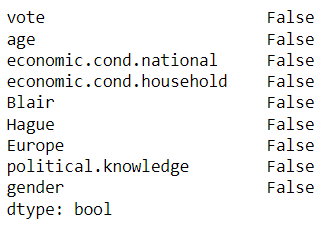 vote False
age False
economic.cond.national False
economic.cond.household False
Blair False
Hague False
Europe False
political.knowledge False
gender False
dtype: bool